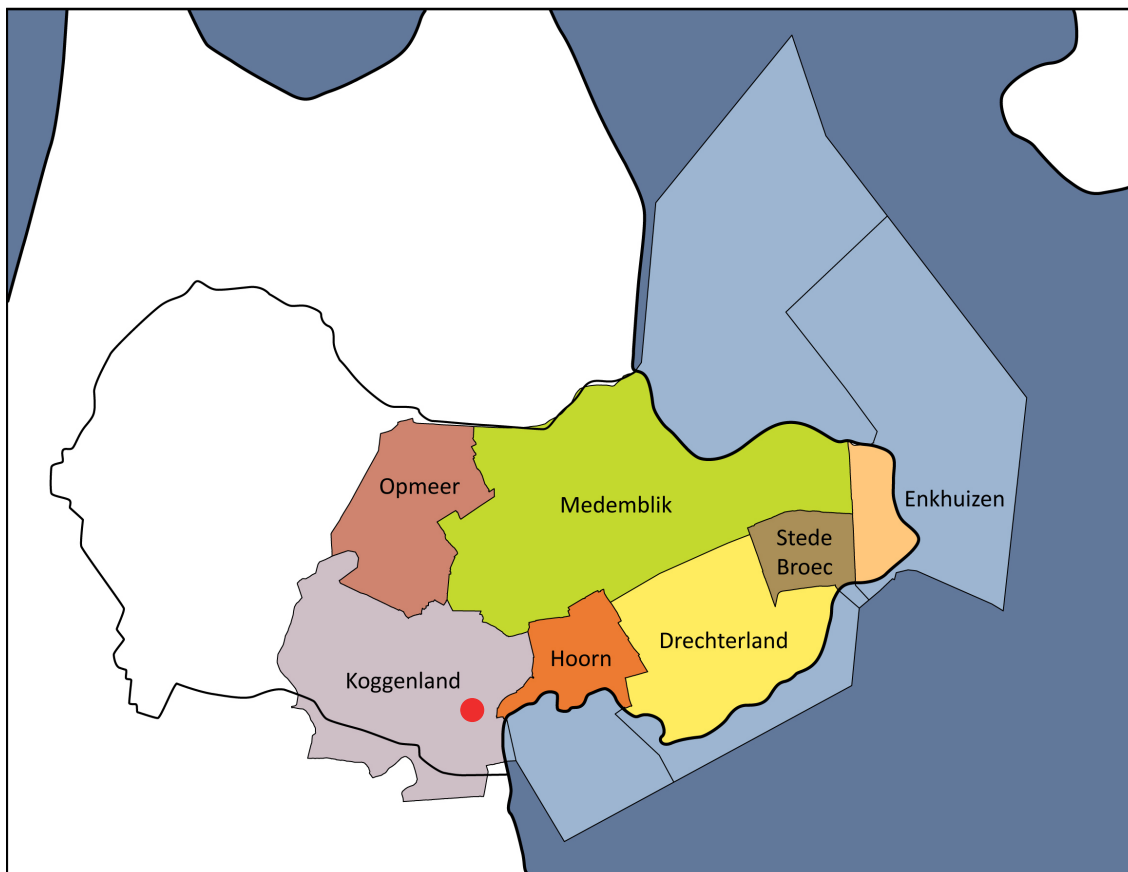 Opmeer
Medemblik
Enkhuizen
Stede
Broec
Drechterland
Hoorn
Koggenland